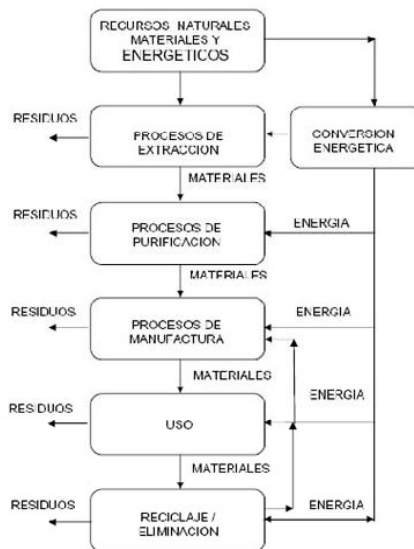 RECURSOS NATURALES
MATERIALES Y
ENERGETICOS
RESIDUOS
PROCESOS DE
EXTRACCION
CONVERSION
ENERGETICA
MATERIALES
RESIDUOS
PROCESOS DE
PURIFICACION
ENERGIA
MATERIALES
RESIDUOS
PROCESOS DE
MANUFACTURA
ENERGIA
MATERIALES
ENERGIA
RESIDUOS
USO
MATERIALES
RESIDUOS
RECICLAJE /
ELIMINACION
ENERGIA